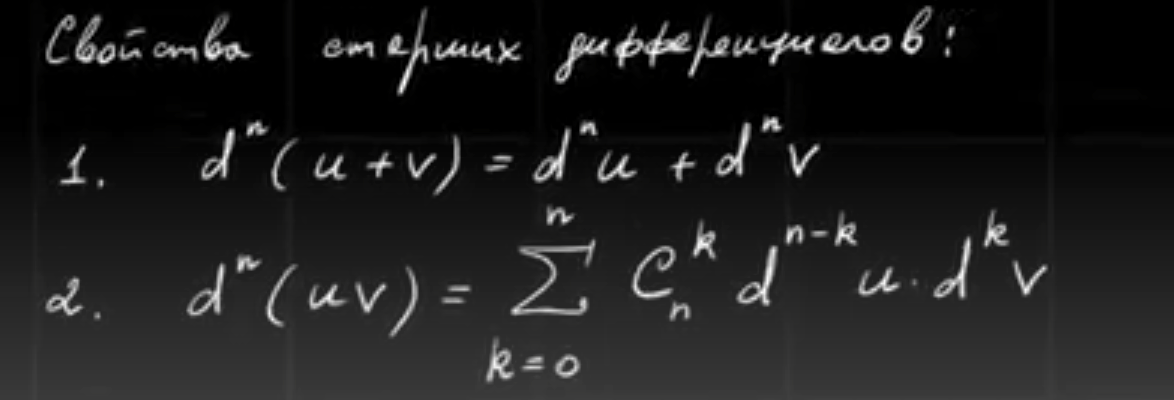 Свойства старших дифференциалов:
1. dⁿ(u + v) = dⁿu + dⁿv
2. dⁿ(uv) = ∑ₖ₌₀ⁿ Cₙᵏ dⁿ⁻ᵏu · dᵏv